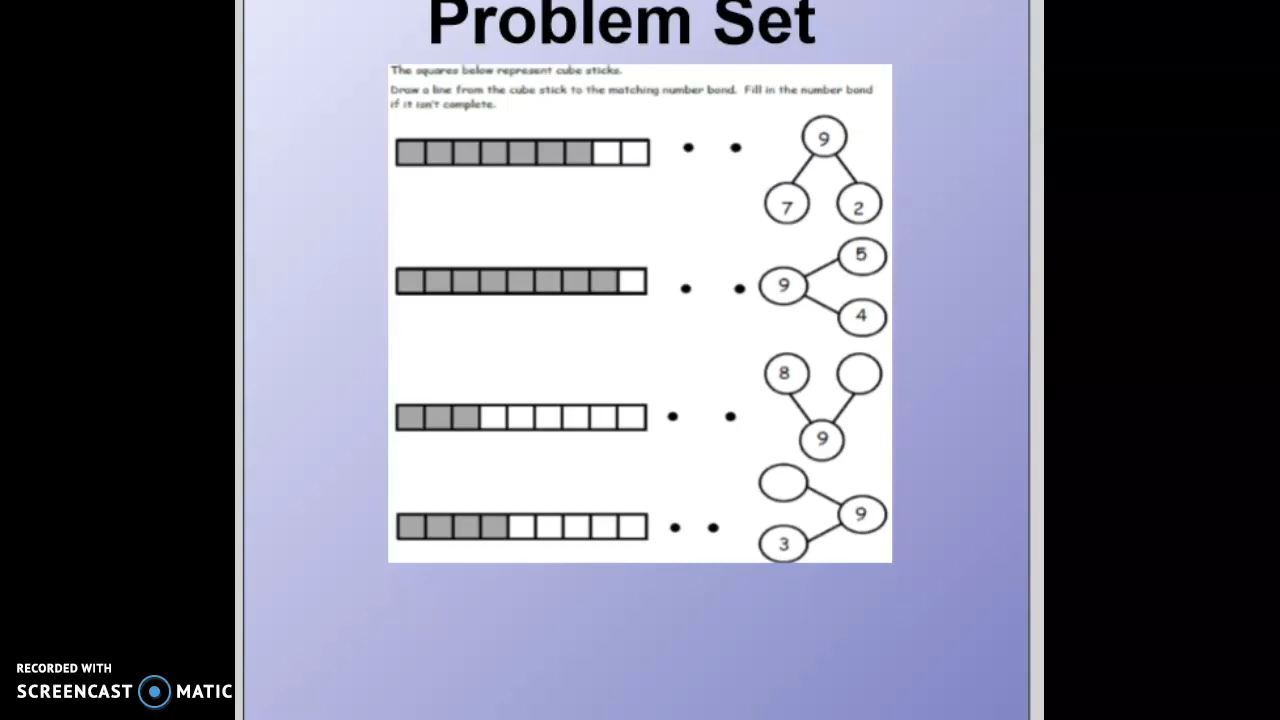 Problem Set
The squares below represent cube sticks.
Draw a line from the cube stick to the matching number bond. Fill in the number bond
if it isn't complete.
9
7 2
5
9
4
8
9
9
3
RECORDED WITH
SCREENCAST MATIC